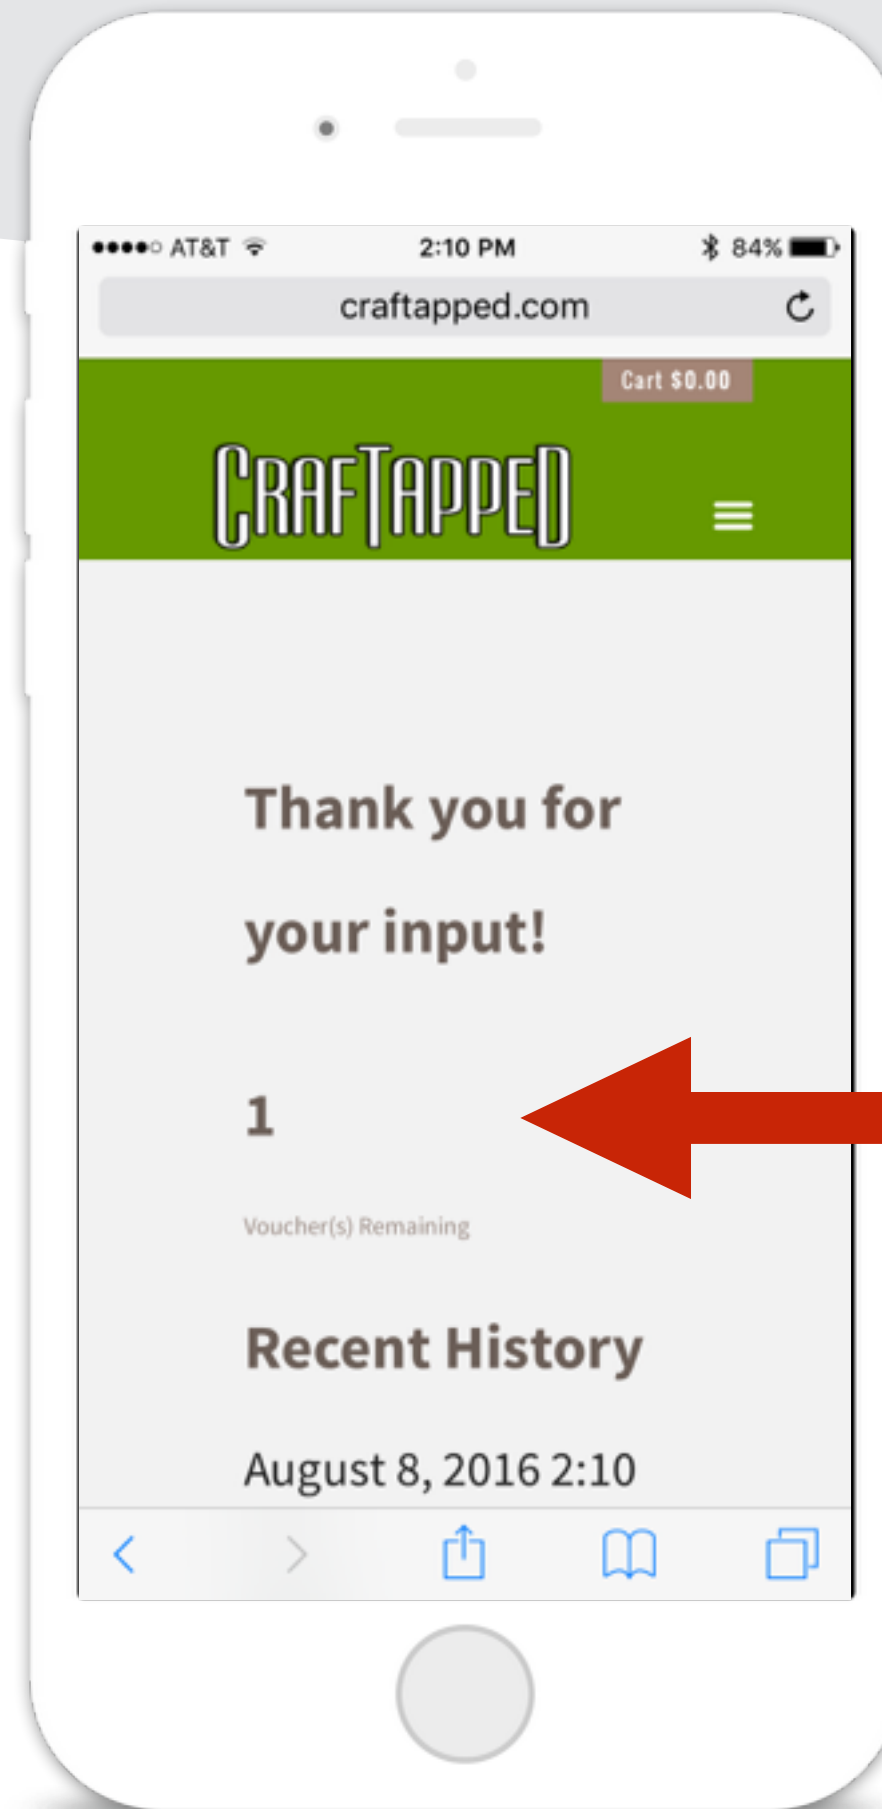 AT&T 2:10 PM 84%
craftapped.com
Cart $0.00
CRAFTAPPED
Thank you for
your input!
1
Voucher(s) Remaining
Recent History
August 8, 2016 2:10